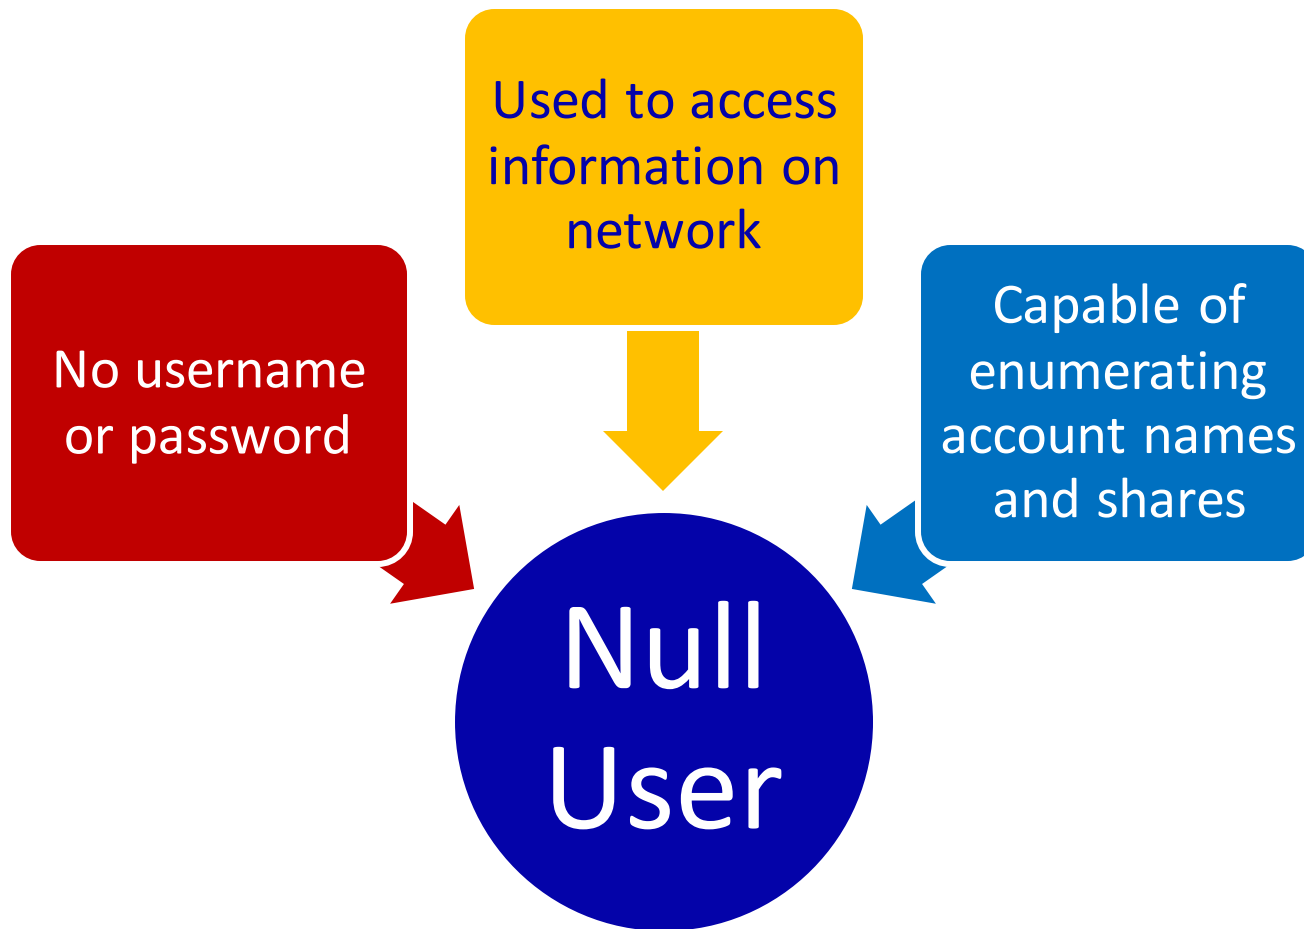 Used to access
information on
network
No username
or password
Capable of
enumerating
account names
and shares
Null
User